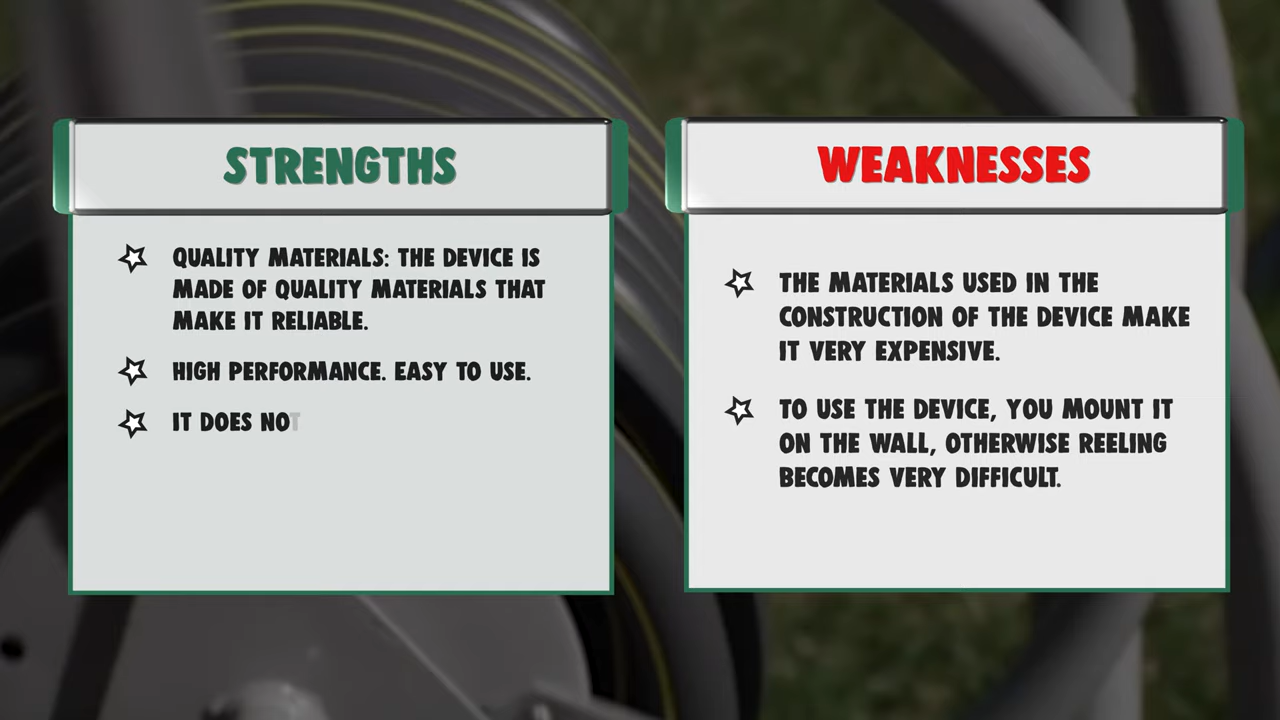 STRENGTHS
QUALITY MATERIALS: THE DEVICE IS
MADE OF QUALITY MATERIALS THAT
MAKE IT RELIABLE.
HIGH PERFORMANCE. EASY TO USE.
IT DOES NOT
WEAKNESSES
THE MATERIALS USED IN THE
CONSTRUCTION OF THE DEVICE MAKE
IT VERY EXPENSIVE.
TO USE THE DEVICE, YOU MOUNT IT
ON THE WALL, OTHERWISE REELING
BECOMES VERY DIFFICULT.